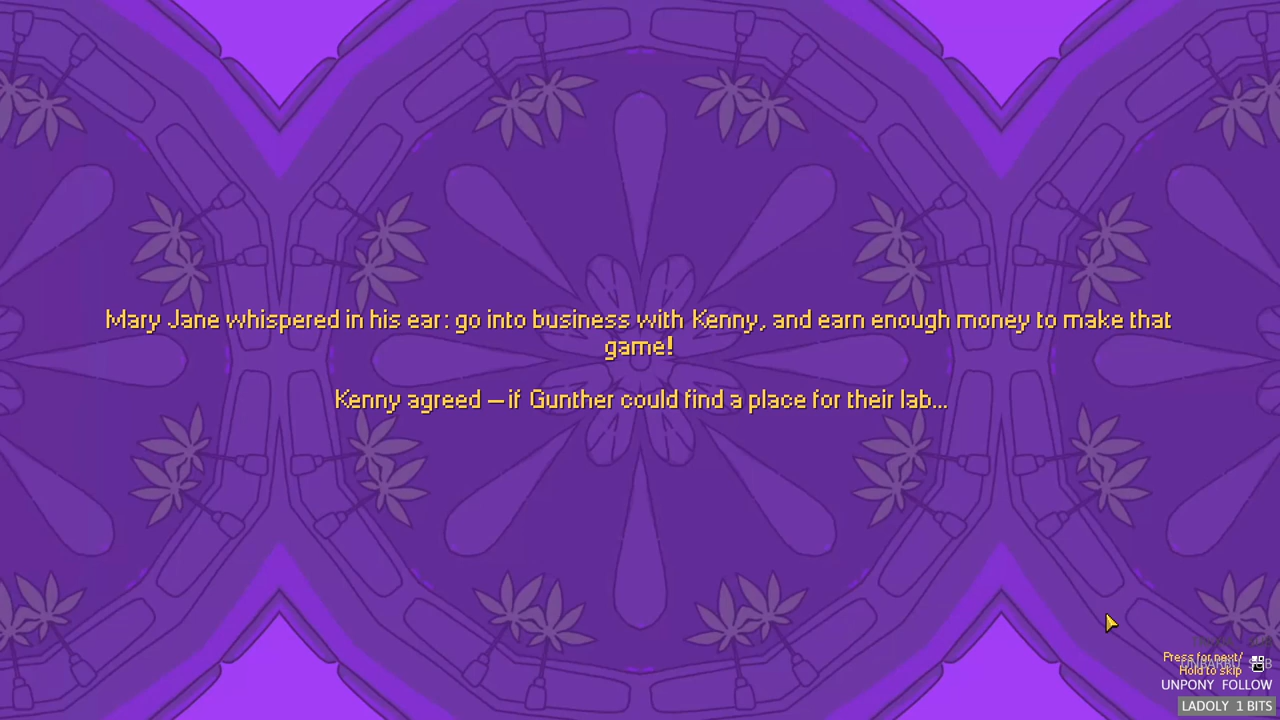 Mary Jane whispered in his ear: go into business with Kenny, and earn enough money to make that
game!
Kenny agreed – if Gunther could find a place for their lab...
Press for next/
Hold to skip
UNPONY FOLLOW
LADOLY 1 BITS